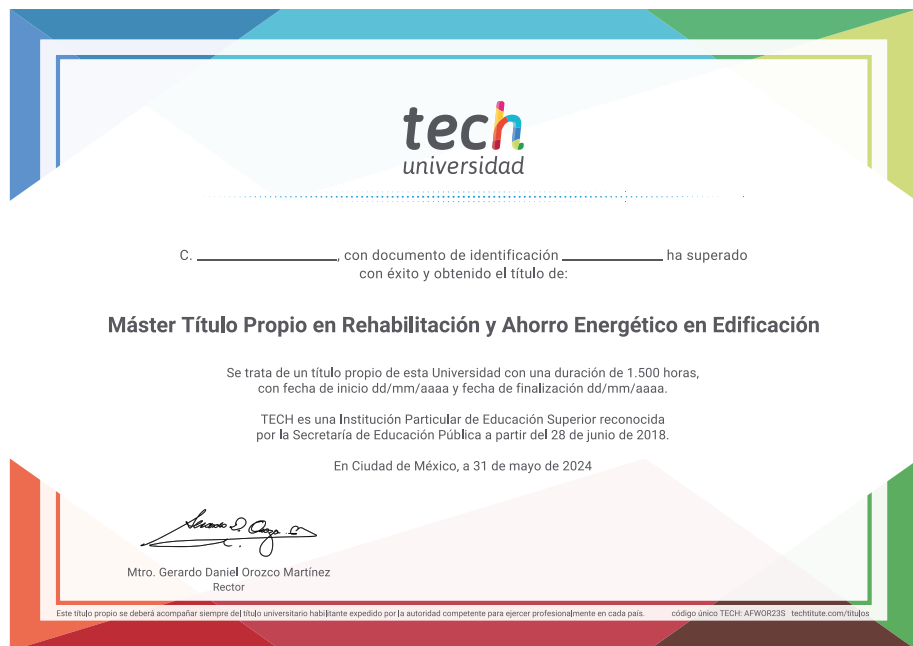 tech
universidad
C. _________________, con documento de identificación ____________ ha superado
con éxito y obtenido el título de:
Máster Título Propio en Rehabilitación y Ahorro Energético en Edificación
Se trata de un título propio de esta Universidad con una duración de 1.500 horas,
con fecha de inicio dd/mm/aaaa y fecha de finalización dd/mm/aaaa.
TECH es una Institución Particular de Educación Superior reconocida
por la Secretaría de Educación Pública a partir del 28 de junio de 2018.
En Ciudad de México, a 31 de mayo de 2024
Mtro. Gerardo Daniel Orozco Martínez
Rector
Este título propio se deberá acompañar siempre del título universitario habilitante expedido por la autoridad competente para ejercer profesionalmente en cada país. código único TECH: AFWOR23S techtitute.com/titulos